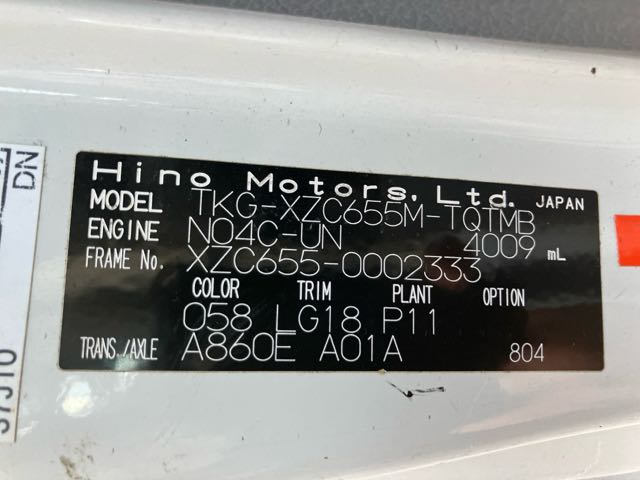 Hino Motors, Ltd. JAPAN
MODEL TKG-XZC655M-TQTMB
ENGINE N04C-UN 4009 mL
FRAME No. XZC655-0002333
COLOR TRIM PLANT OPTION
058 LG18 P11
TRANS./AXLE A860E A01A 804
DN